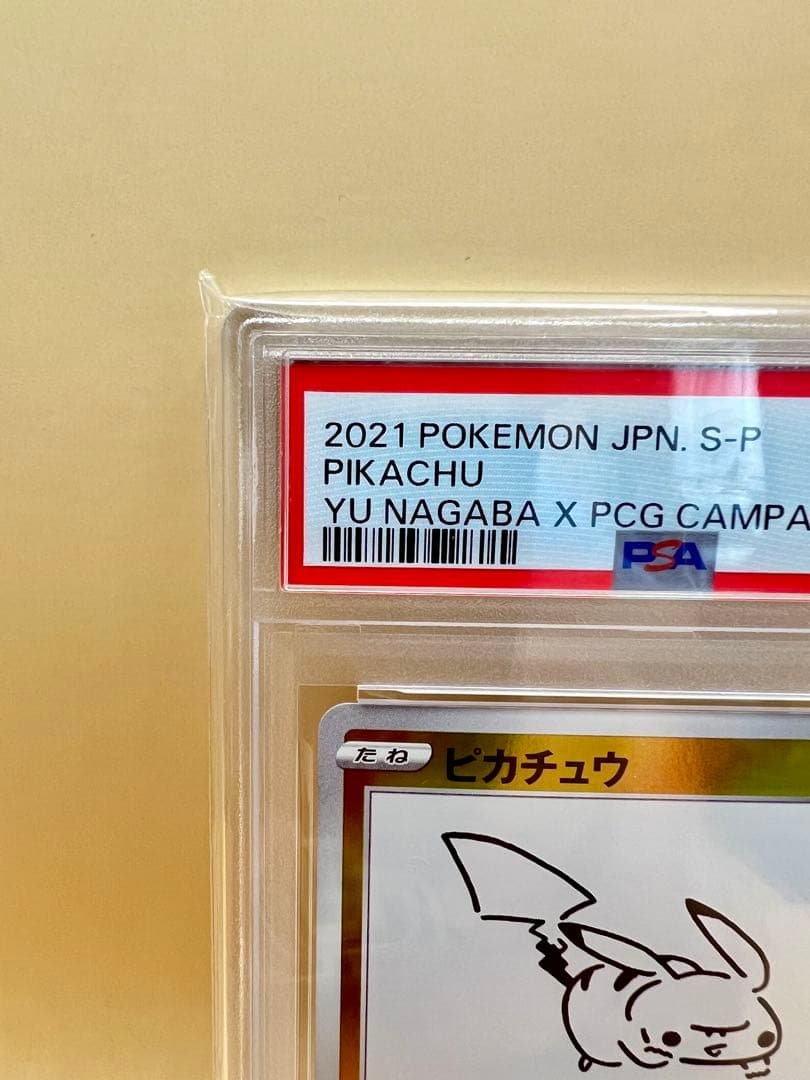 2021 POKEMON JPN. S-P
PIKACHU
YU NAGABA X PCG CAMPA
PSA
たね ピカチュウ